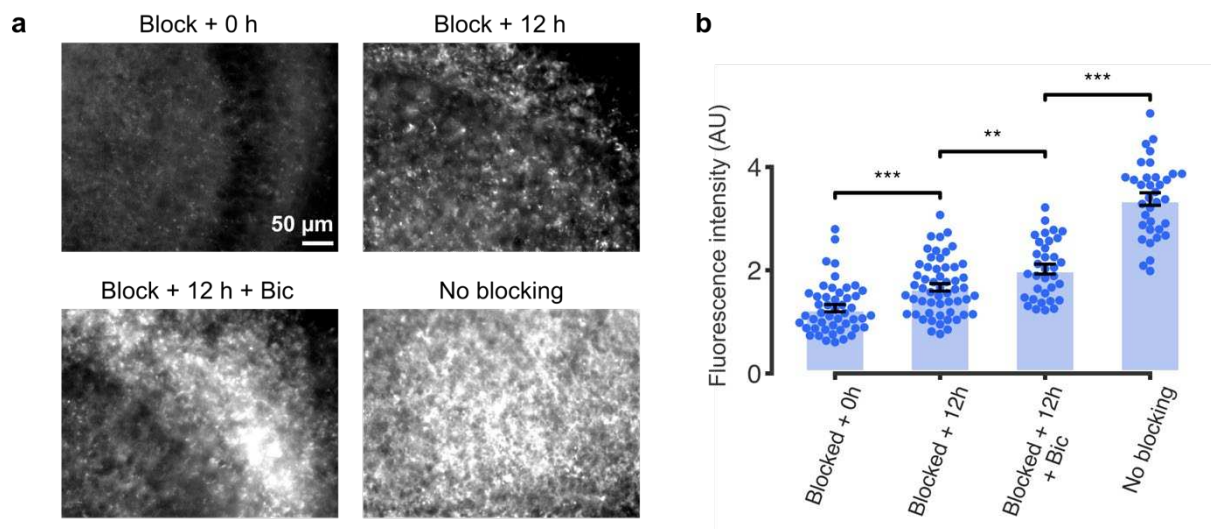 a
Block + 0 h
Block + 12 h
50 µm
Block + 12 h + Bic
No blocking
b
Fluorescence intensity (AU)
4
2
0
***
**
***
Blocked + 0h
Blocked + 12h
Blocked + 12h
+ Bic
No blocking